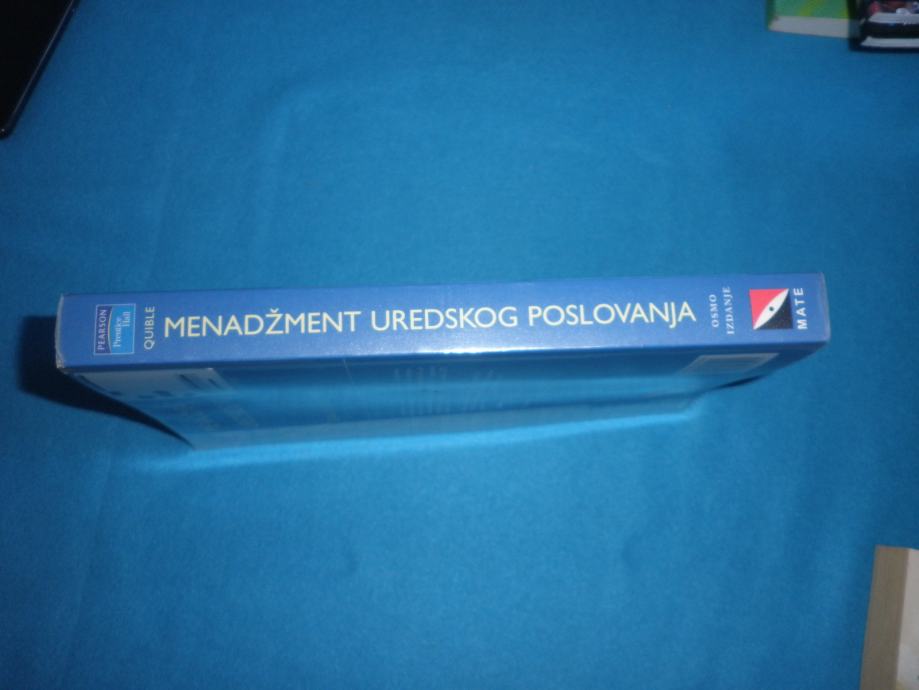 PEARSON
Prentice
Hall
QUIBLE
MENADŽMENT UREDSKOG POSLOVANJA
OSMO
IZDANJE
MATE